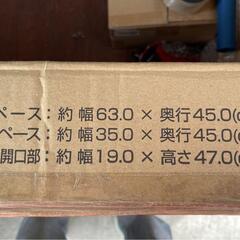 ペース：約 幅63.0 × 奥行45.0(c
ペース：約 幅35.0 × 奥行45.0(
開口部：約 幅19.0 × 高さ47.0(c